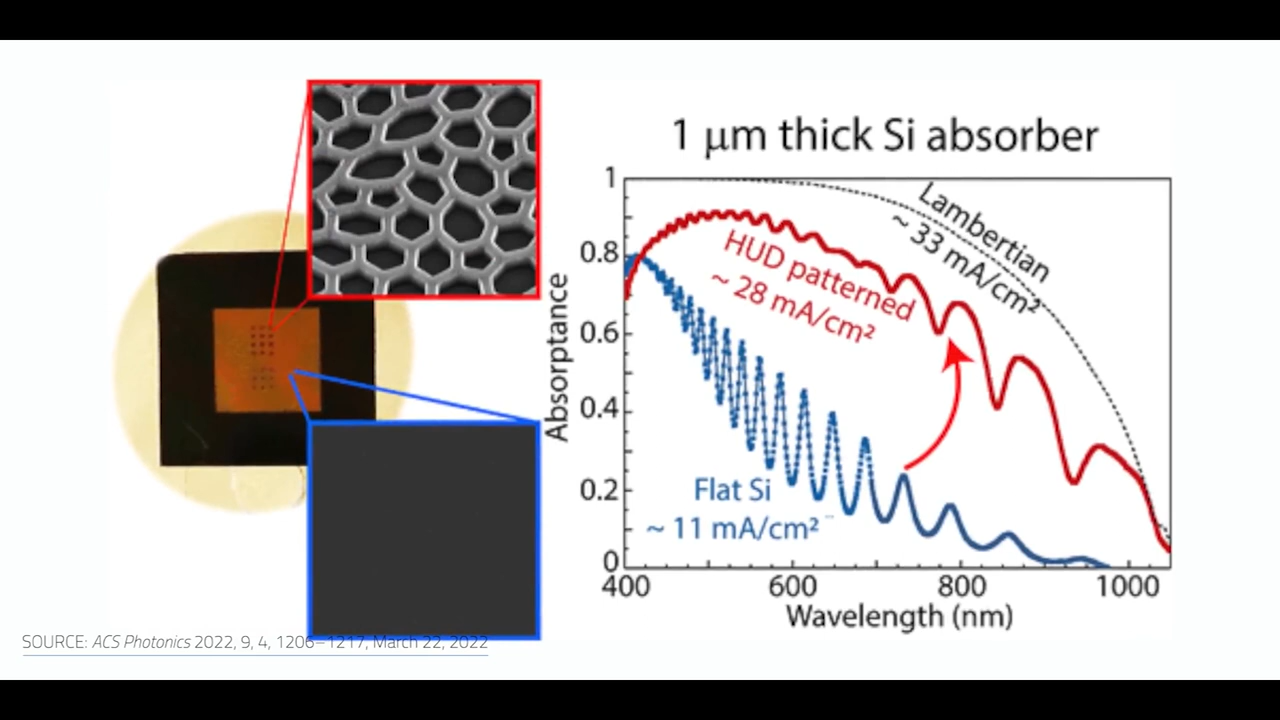 1 μm thick Si absorber
Absorptance
1
0.8
0.6
0.4
0.2
0
Lambertian
~ 33 mA/cm²
HUD patterned
~ 28 mA/cm²
Flat Si
~ 11 mA/cm²
400
600
800
1000
Wavelength (nm)
SOURCE: ACS Photonics 2022, 9, 4, 1206–1217, March 22, 2022